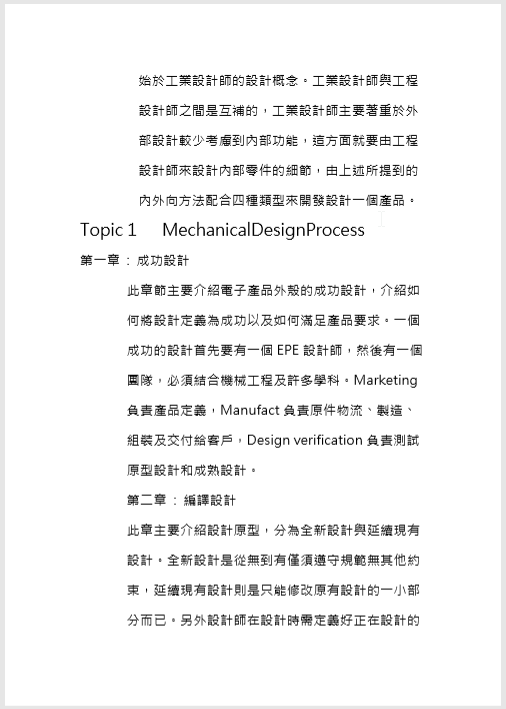 始於工業設計師的設計概念。工業設計師與工程
設計師之間是互補的，工業設計師主要著重於外
部設計較少考慮到內部功能，這方面就要由工程
設計師來設計內部零件的細節，由上述所提到的
內外向方法配合四種類型來開發設計一個產品。
Topic 1 MechanicalDesignProcess
第一章 : 成功設計
此章節主要介紹電子產品外殼的成功設計，介紹如
何將設計定義為成功以及如何滿足產品要求。一個
成功的設計首先要有一個 EPE 設計師，然後有一個
團隊，必須結合機械工程及許多學科。Marketing
負責產品定義，Manufact 負責原件物流、製造、
組裝及交付給客戶，Design verification 負責測試
原型設計和成熟設計。
第二章 : 編譯設計
此章主要介紹設計原型，分為全新設計與延續現有
設計。全新設計是從無到有僅須遵守規範無其他約
束，延續現有設計則是只能修改原有設計的一小部
分而已。另外設計師在設計時需定義好正在設計的